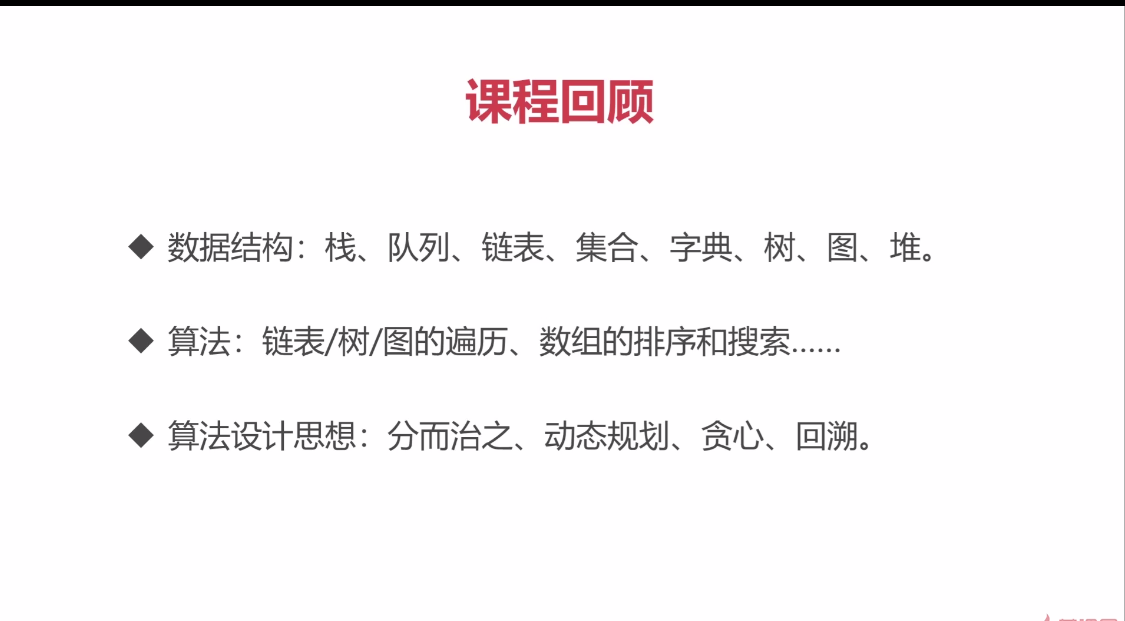 课程回顾
◆ 数据结构：栈、队列、链表、集合、字典、树、图、堆。
◆ 算法：链表/树/图的遍历、数组的排序和搜索……
◆ 算法设计思想：分而治之、动态规划、贪心、回溯。